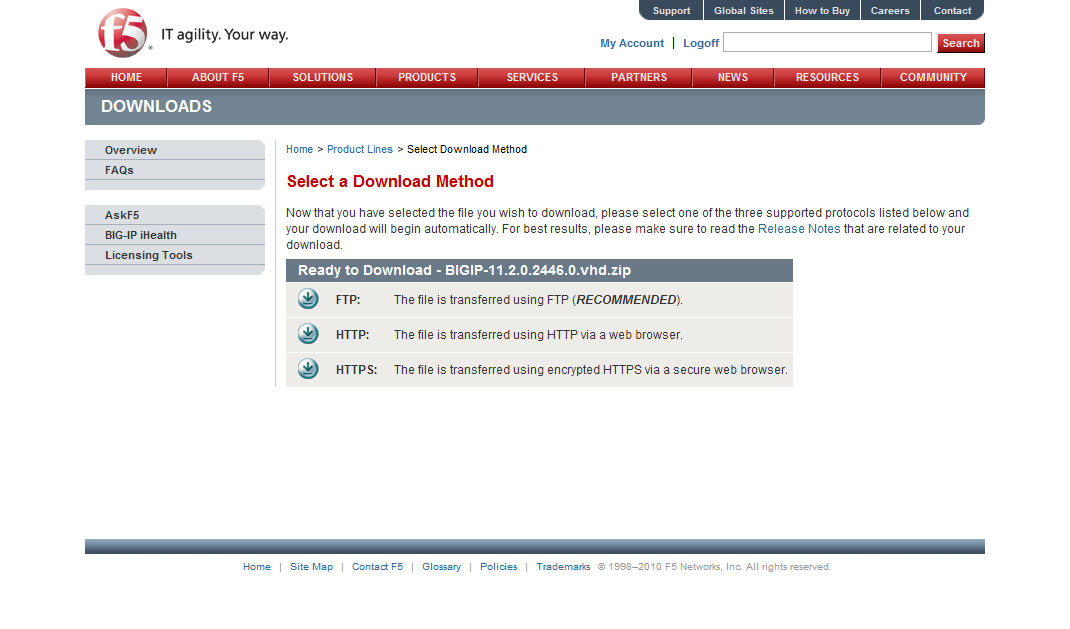 Support Global Sites How to Buy Careers Contact
f5® IT agility. Your way.
My Account | Logoff Search
HOME ABOUT F5 SOLUTIONS PRODUCTS SERVICES PARTNERS NEWS RESOURCES COMMUNITY
DOWNLOADS
Overview
FAQs
AskF5
BIG-IP iHealth
Licensing Tools
Home > Product Lines > Select Download Method
Select a Download Method
Now that you have selected the file you wish to download, please select one of the three supported protocols listed below and
your download will begin automatically. For best results, please make sure to read the Release Notes that are related to your
download.
Ready to Download - BIGIP-11.2.0.2446.0.vhd.zip
FTP: The file is transferred using FTP (RECOMMENDED).
HTTP: The file is transferred using HTTP via a web browser.
HTTPS: The file is transferred using encrypted HTTPS via a secure web browser.
Home | Site Map | Contact F5 | Glossary | Policies | Trademarks © 1998–2010 F5 Networks, Inc. All rights reserved.